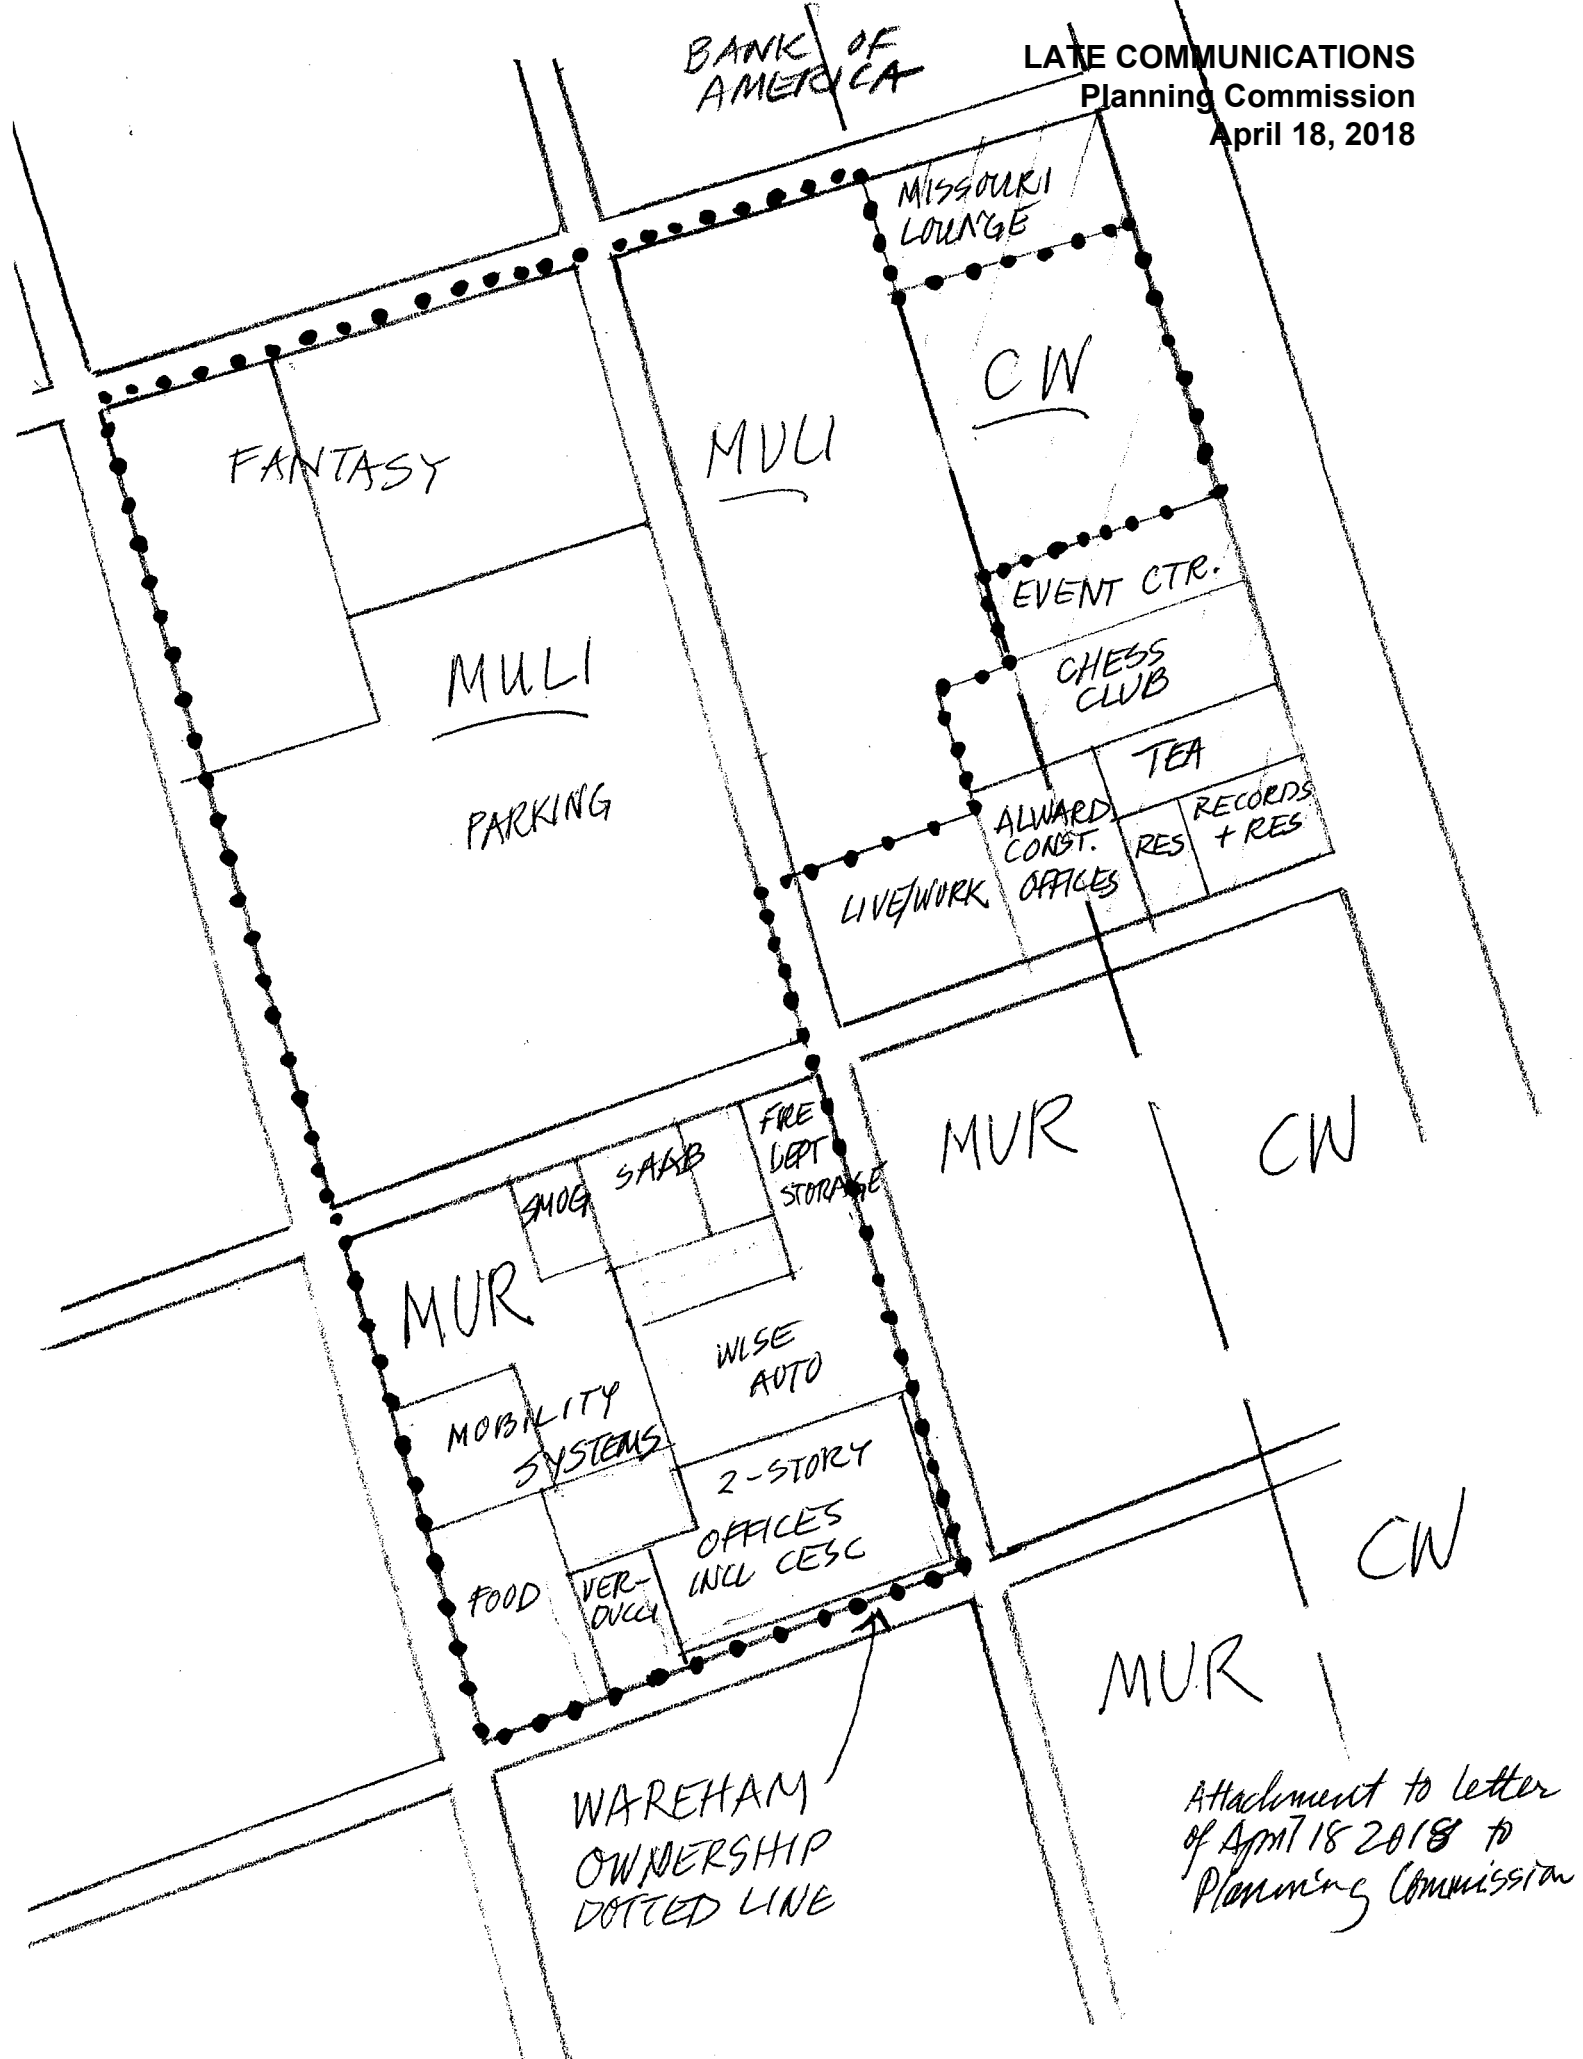 BANK OF
AMERICA
LATE COMMUNICATIONS
Planning Commission
April 18, 2018
MISSOURI
LOUNGE
CW
FANTASY
MULI
EVENT CTR.
CHESS
CLUB
MULI
TEA
PARKING
ALWARD
CONST.
OFFICES
RES
RECORDS
+ RES
LIVE/WORK
MUR
CW
FIRE
DEPT
STORAGE
SAAB
SMOG
MUR
WISE
AUTO
MOBILITY
SYSTEMS
2-STORY
OFFICES
INCL CESC
FOOD
VER-
DUCCI
CW
MUR
WAREHAM
OWNERSHIP
DOTTED LINE
Attachment to letter
of April 18 2018 to
Planning Commission